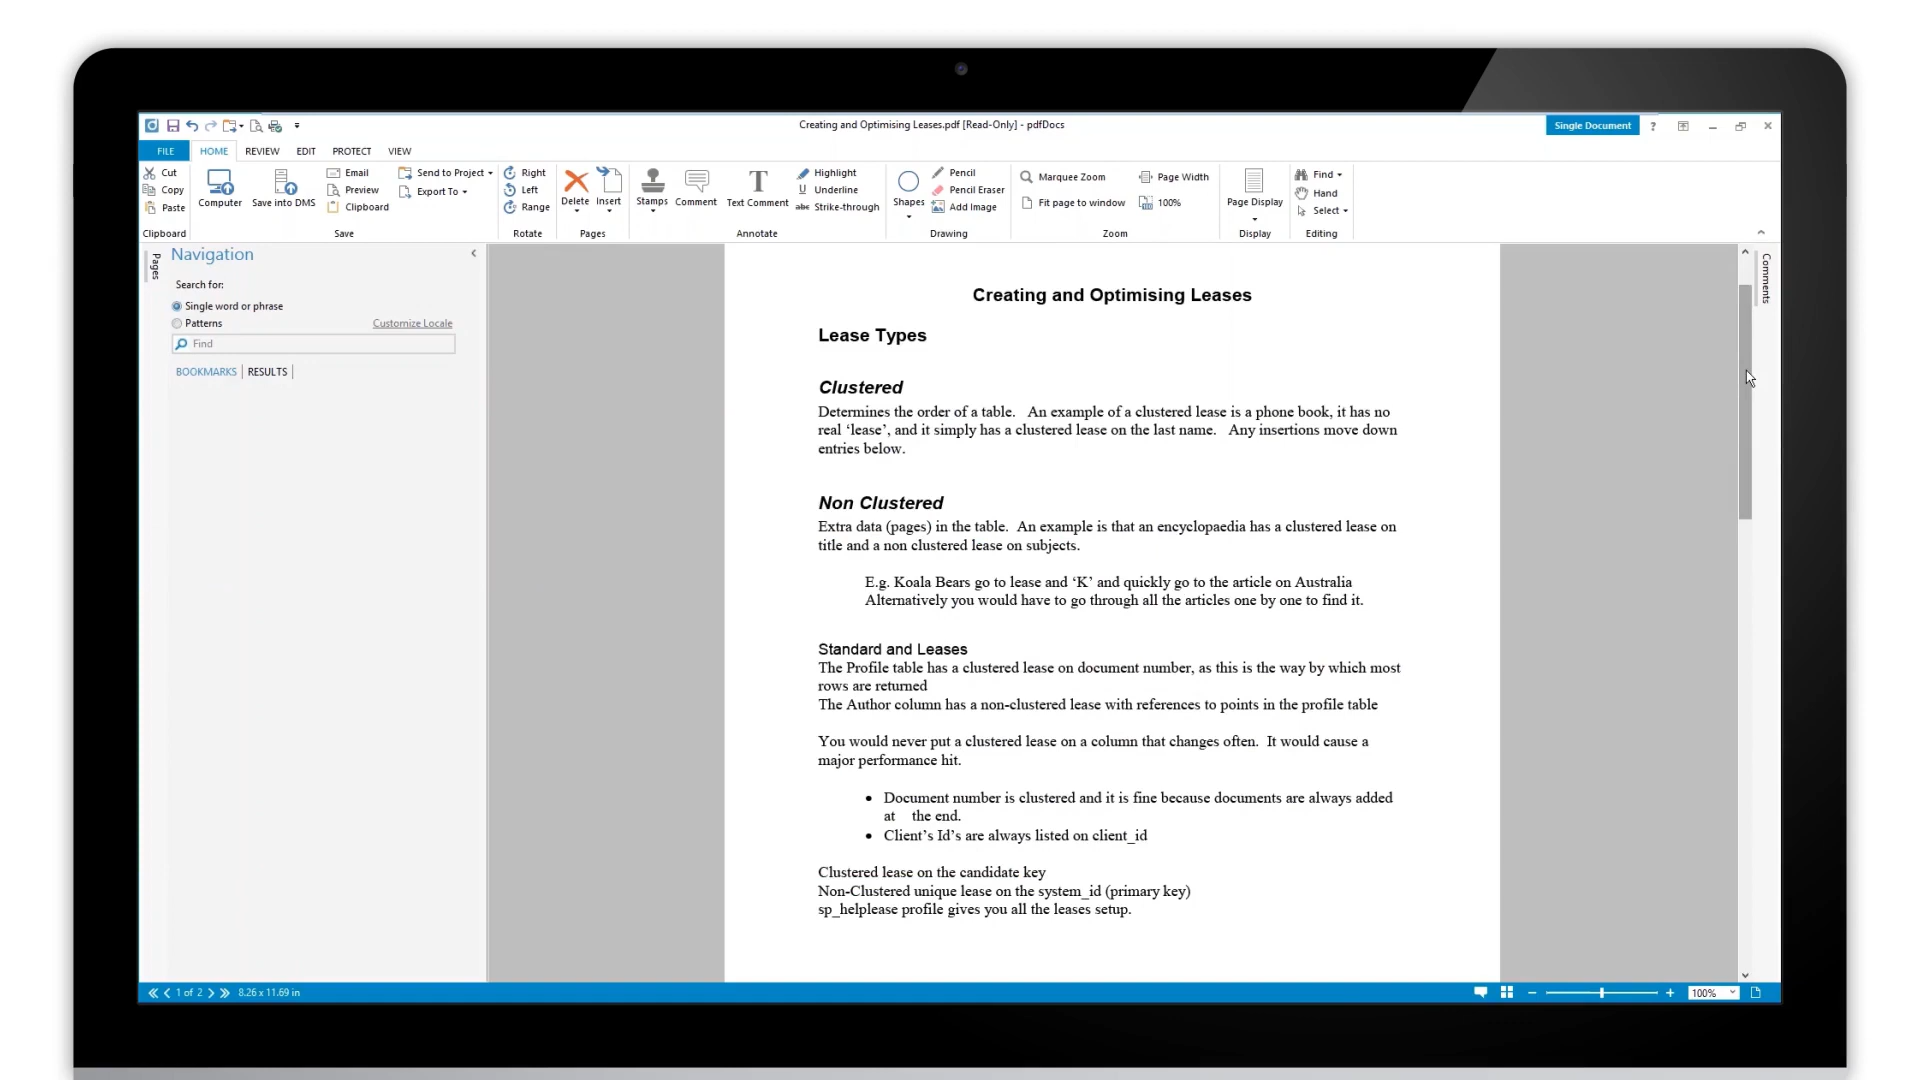 Creating and Optimising Leases.pdf [Read-Only] - pdfDocs
Single Document
?
FILE
HOME
REVIEW
EDIT
PROTECT
VIEW
Cut
Copy
Paste
Clipboard
Computer
Save into DMS
Email
Preview
Clipboard
Send to Project
Export To
Save
Right
Left
Range
Rotate
Delete
Insert
Pages
Stamps
Comment
T
Text Comment
Highlight
U Underline
abc Strike-through
Annotate
Shapes
Pencil
Pencil Eraser
Add Image
Drawing
Marquee Zoom
Fit page to window
Page Width
100%
Zoom
Page Display
Display
Find
Hand
Select
Editing
Pages
Navigation
Search for:
Single word or phrase
Patterns
Customize Locale
Find
BOOKMARKS
RESULTS
Comments
Creating and Optimising Leases
Lease Types
Clustered
Determines the order of a table. An example of a clustered lease is a phone book, it has no
real ‘lease’, and it simply has a clustered lease on the last name. Any insertions move down
entries below.
Non Clustered
Extra data (pages) in the table. An example is that an encyclopaedia has a clustered lease on
title and a non clustered lease on subjects.
E.g. Koala Bears go to lease and ‘K’ and quickly go to the article on Australia
Alternatively you would have to go through all the articles one by one to find it.
Standard and Leases
The Profile table has a clustered lease on document number, as this is the way by which most
rows are returned
The Author column has a non-clustered lease with references to points in the profile table
You would never put a clustered lease on a column that changes often. It would cause a
major performance hit.
• Document number is clustered and it is fine because documents are always added
at the end.
• Client’s Id’s are always listed on client_id
Clustered lease on the candidate key
Non-Clustered unique lease on the system_id (primary key)
sp_helplease profile gives you all the leases setup.
1 of 2
8.26 x 11.69 in
100%